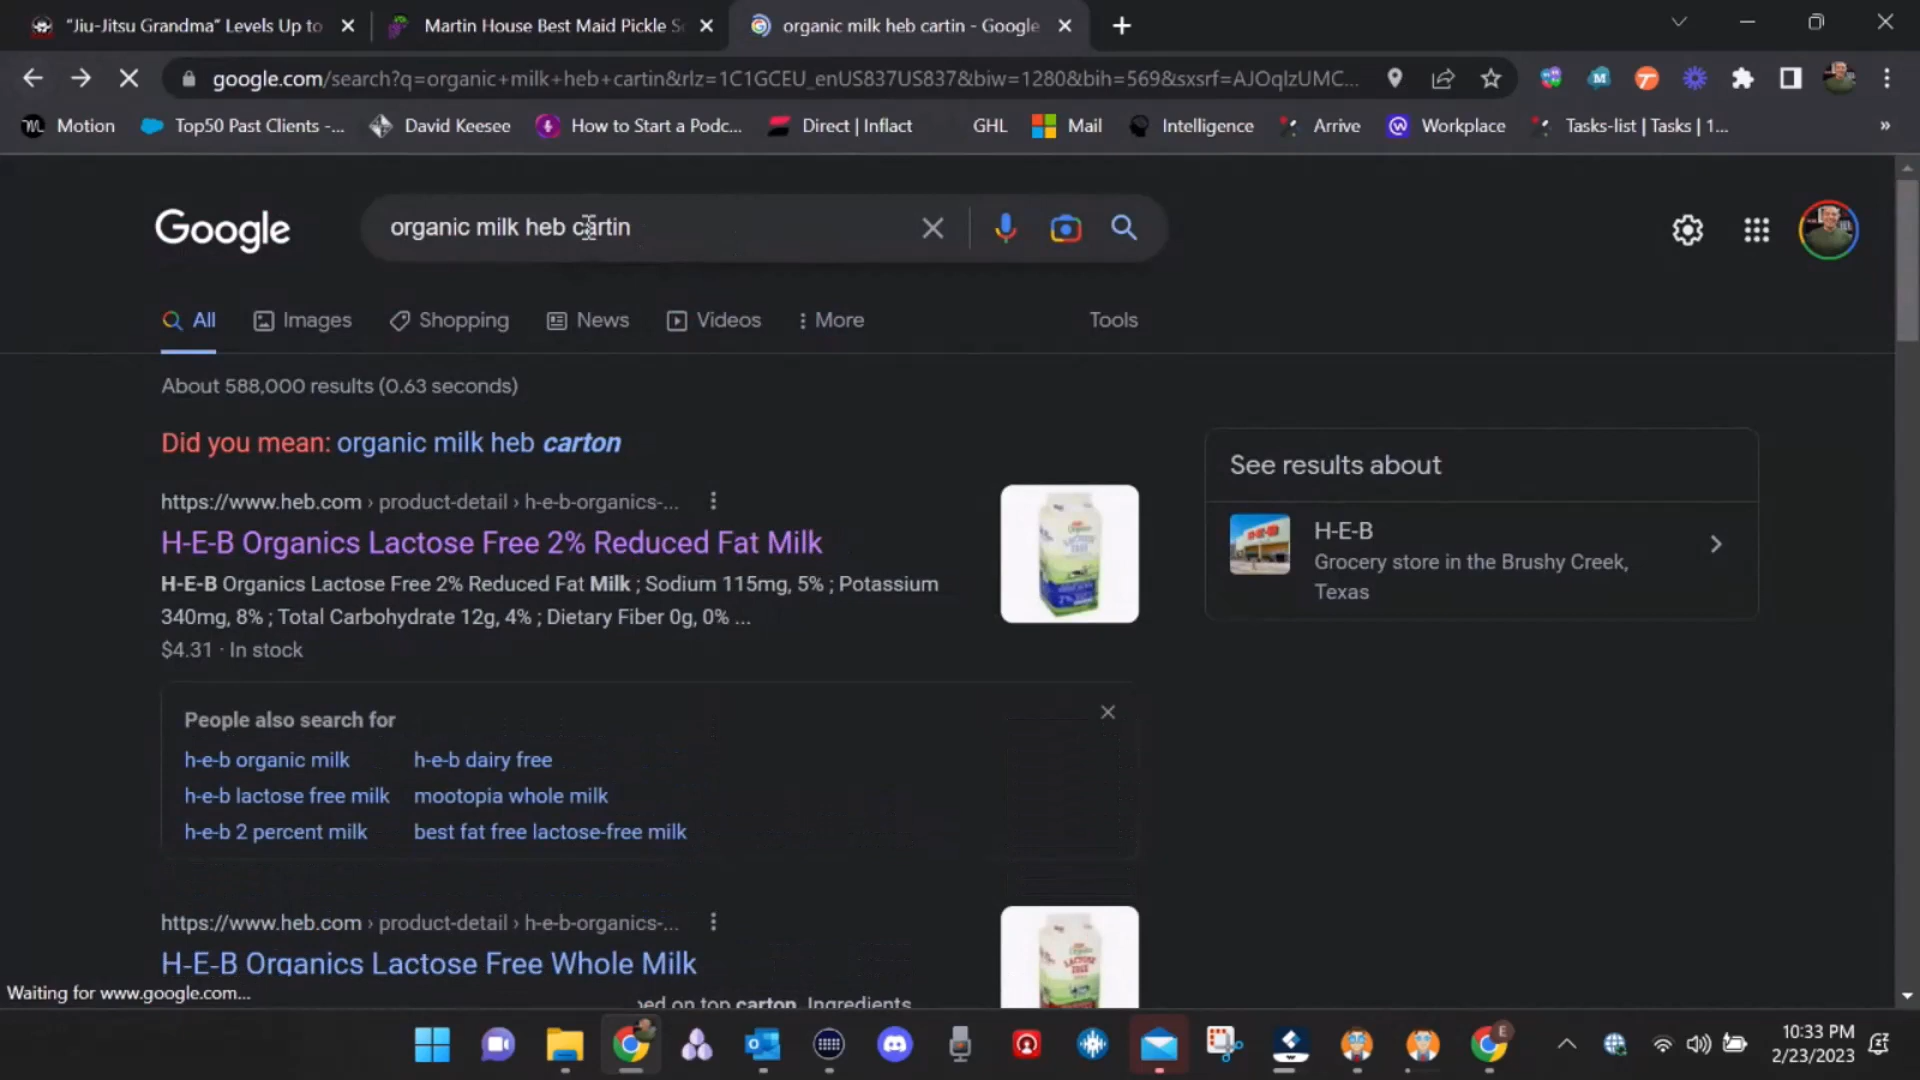 "Jiu-Jitsu Grandma" Levels Up to
Martin House Best Maid Pickle S
organic milk heb cartin - Google
google.com/search?q=organic+milk+heb+cartin&rlz=1C1GCEU_enUS837US837&biw=1280&bih=569&sxsrf=AJOqlzUMC...
Motion
Top50 Past Clients -...
David Keesee
How to Start a Podc...
Direct | Inflact
GHL
Mail
Intelligence
Arrive
Workplace
Tasks-list | Tasks | 1...
»
Google
organic milk heb cartin
All
Images
Shopping
News
Videos
More
Tools
About 588,000 results (0.63 seconds)
Did you mean: organic milk heb carton
https://www.heb.com › product-detail › h-e-b-organics-...
H-E-B Organics Lactose Free 2% Reduced Fat Milk
H-E-B Organics Lactose Free 2% Reduced Fat Milk ; Sodium 115mg, 5% ; Potassium
340mg, 8% ; Total Carbohydrate 12g, 4% ; Dietary Fiber 0g, 0% ...
$4.31 · In stock
See results about
H-E-B
Grocery store in the Brushy Creek,
Texas
People also search for
h-e-b organic milk
h-e-b dairy free
h-e-b lactose free milk
mootopia whole milk
h-e-b 2 percent milk
best fat free lactose-free milk
https://www.heb.com › product-detail › h-e-b-organics-...
H-E-B Organics Lactose Free Whole Milk
on top carton. Ingredients
Waiting for www.google.com...
10:33 PM
2/23/2023